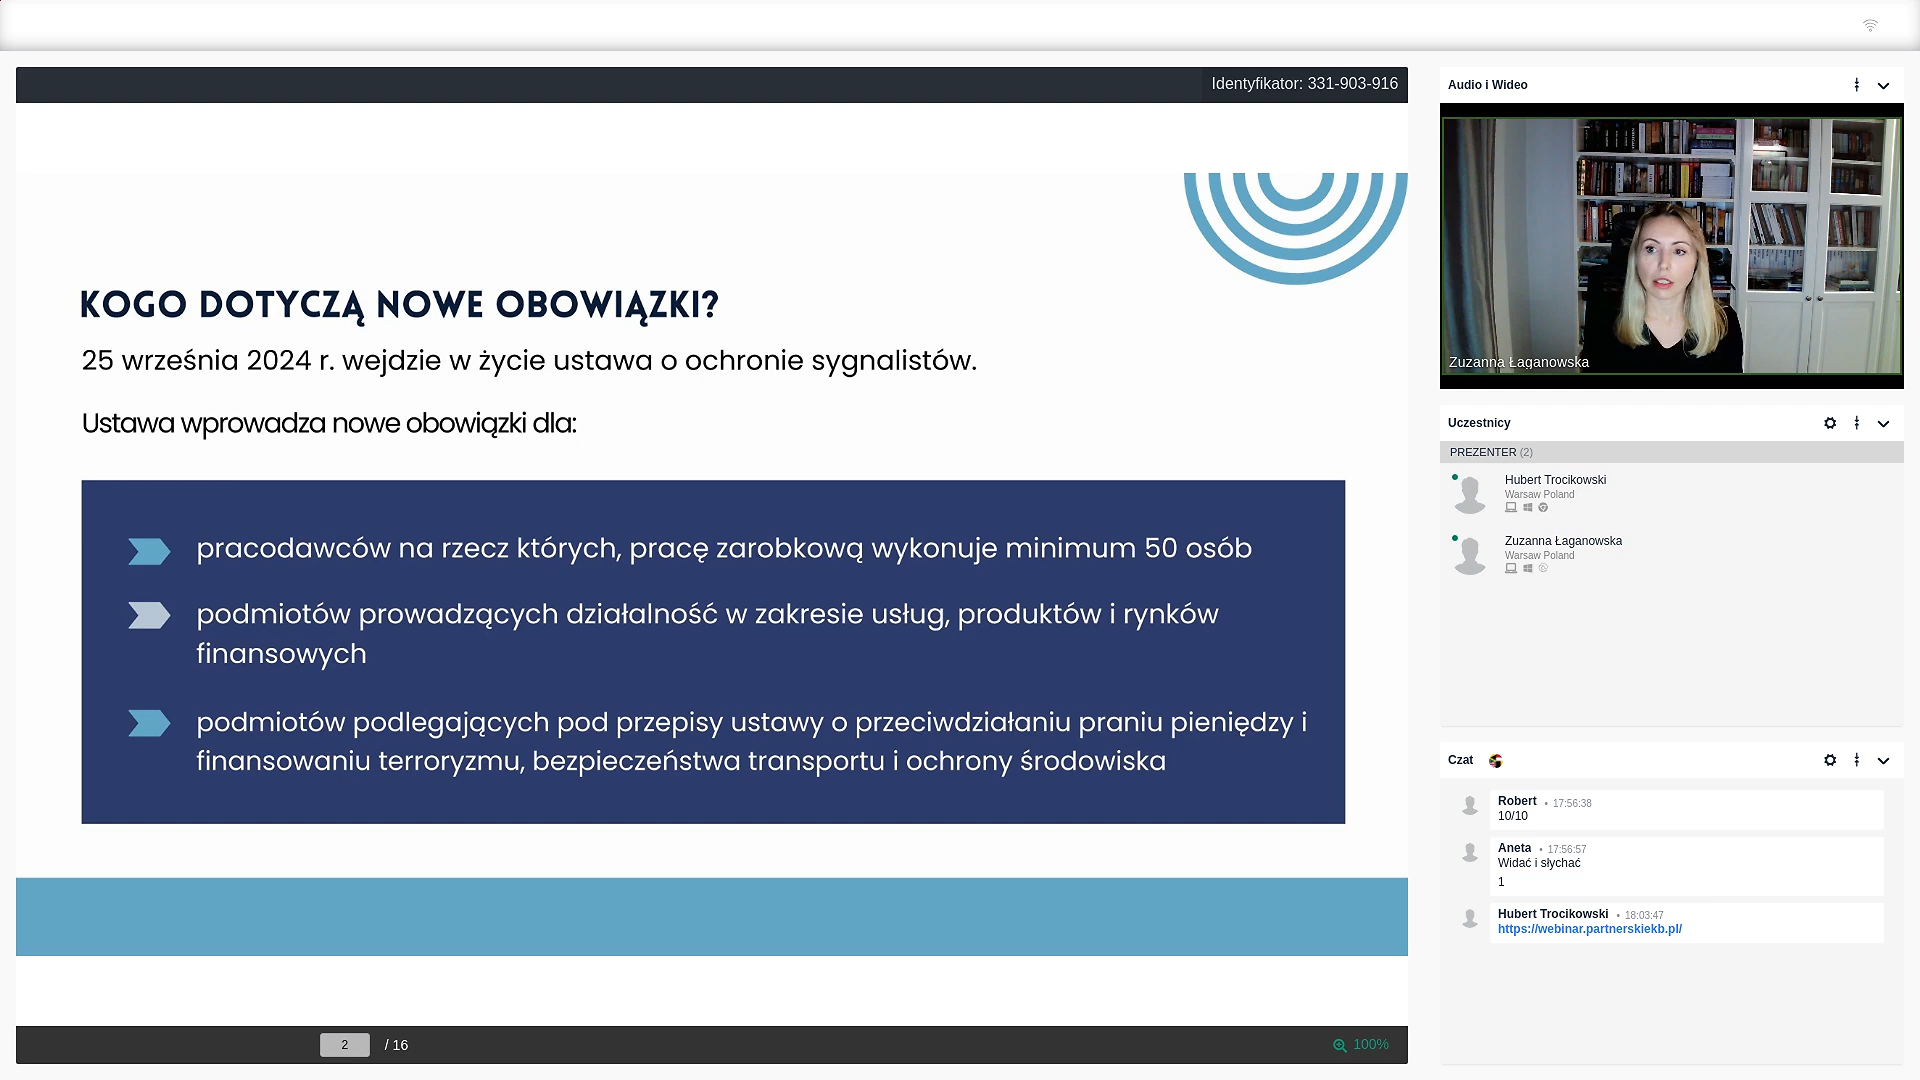 Identyfikator: 331-903-916
KOGO DOTYCZĄ NOWE OBOWIĄZKI?
25 września 2024 r. wejdzie w życie ustawa o ochronie sygnalistów.
Ustawa wprowadza nowe obowiązki dla:
pracodawców na rzecz których, pracę zarobkową wykonuje minimum 50 osób
podmiotów prowadzących działalność w zakresie usług, produktów i rynków
finansowych
podmiotów podlegających pod przepisy ustawy o przeciwdziałaniu praniu pieniędzy i
finansowaniu terroryzmu, bezpieczeństwa transportu i ochrony środowiska
2 / 16
100%
Audio i Wideo
Zuzanna Łaganowska
Uczestnicy
PREZENTER (2)
Hubert Trocikowski
Warsaw Poland
Zuzanna Łaganowska
Warsaw Poland
Czat
Robert • 17:56:38
10/10
Aneta • 17:56:57
Widać i słychać
1
Hubert Trocikowski • 18:03:47
https://webinar.partnerskiekb.pl/